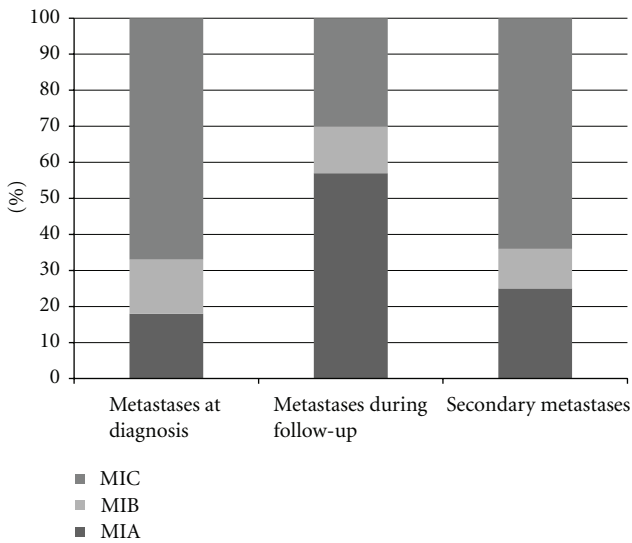 100
90
80
70
60
50
40
30
20
10
0
(%)
Metastases at
diagnosis
Metastases during
follow-up
Secondary metastases
MIC
MIB
MIA